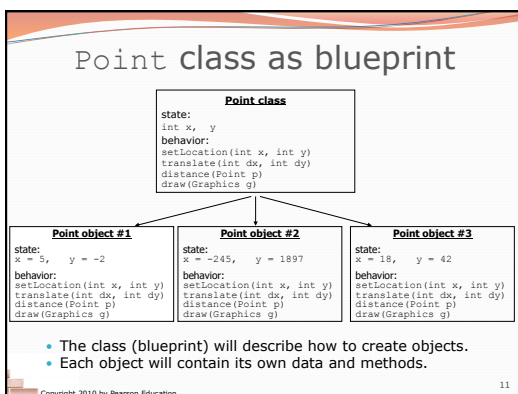 Point class as blueprint
Point class
state:
int x, y
behavior:
setLocation(int x, int y)
translate(int dx, int dy)
distance(Point p)
draw(Graphics g)
Point object #1
state:
x = 5, y = -2
behavior:
setLocation(int x, int y)
translate(int dx, int dy)
distance(Point p)
draw(Graphics g)
Point object #2
state:
x = -245, y = 1897
behavior:
setLocation(int x, int y)
translate(int dx, int dy)
distance(Point p)
draw(Graphics g)
Point object #3
state:
x = 18, y = 42
behavior:
setLocation(int x, int y)
translate(int dx, int dy)
distance(Point p)
draw(Graphics g)
• The class (blueprint) will describe how to create objects.
• Each object will contain its own data and methods.
Copyright 2010 by Pearson Education
11